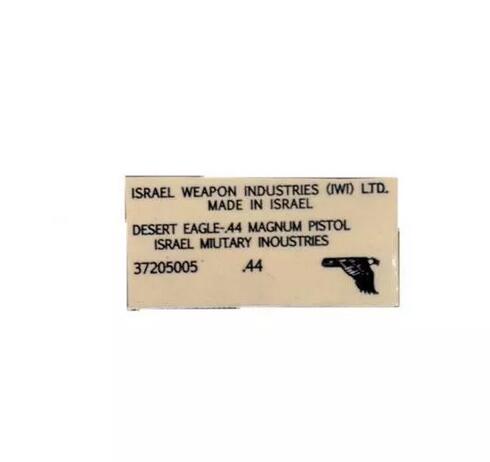 ISRAEL WEAPON INDUSTRIES (IWI) LTD.
MADE IN ISRAEL
DESERT EAGLE-.44 MAGNUM PISTOL
ISRAEL MIUTARY INOUSTRIES
37205005 .44